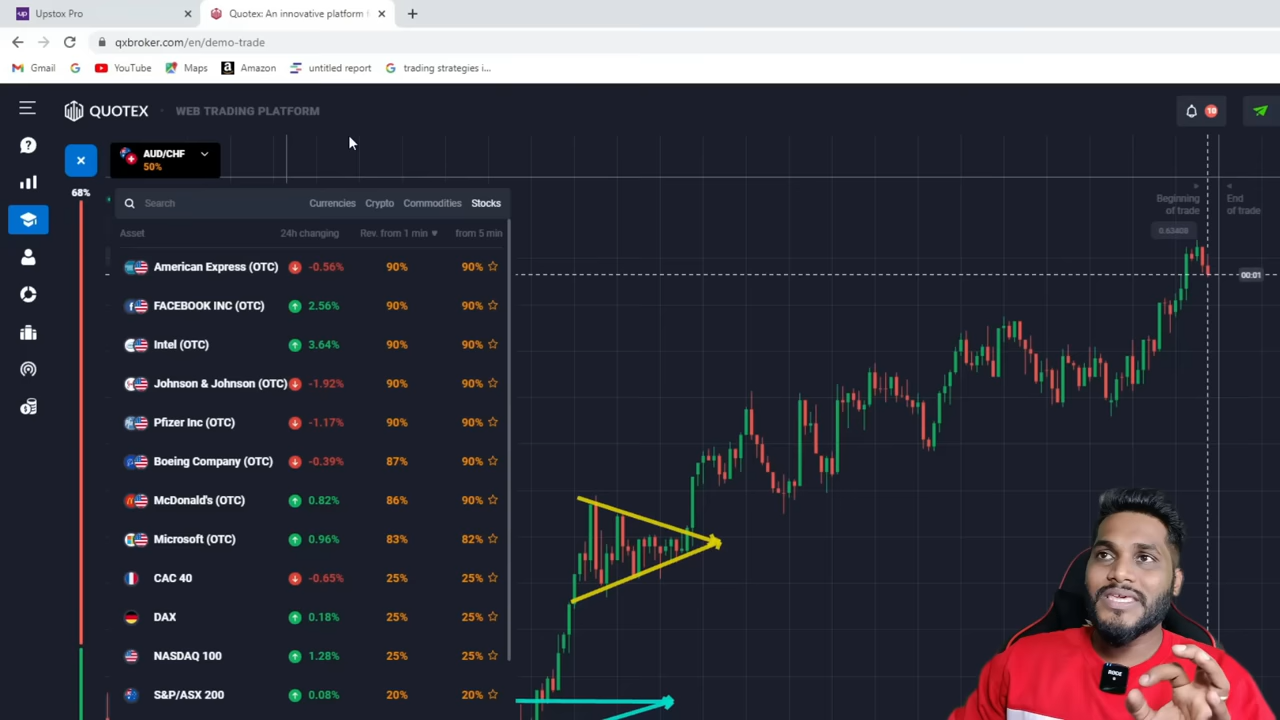 Upstox Pro
Quotex: An innovative platform f
qxbroker.com/en/demo-trade
Gmail
YouTube
Maps
Amazon
untitled report
trading strategies i...
QUOTEX
WEB TRADING PLATFORM
10
AUD/CHF
50%
68%
Search
Currencies
Crypto
Commodities
Stocks
Asset
24h changing
Rev. from 1 min
from 5 min
American Express (OTC) -0.56% 90% 90%
FACEBOOK INC (OTC) 2.56% 90% 90%
Intel (OTC) 3.64% 90% 90%
Johnson & Johnson (OTC) -1.92% 90% 90%
Pfizer Inc (OTC) -1.17% 90% 90%
Boeing Company (OTC) -0.39% 87% 90%
McDonald's (OTC) 0.82% 86% 90%
Microsoft (OTC) 0.96% 83% 82%
CAC 40 -0.65% 25% 25%
DAX 0.18% 25% 25%
NASDAQ 100 1.28% 25% 25%
S&P/ASX 200 0.08% 20% 20%
Beginning
of trade
End
of trade
00:01
RODE